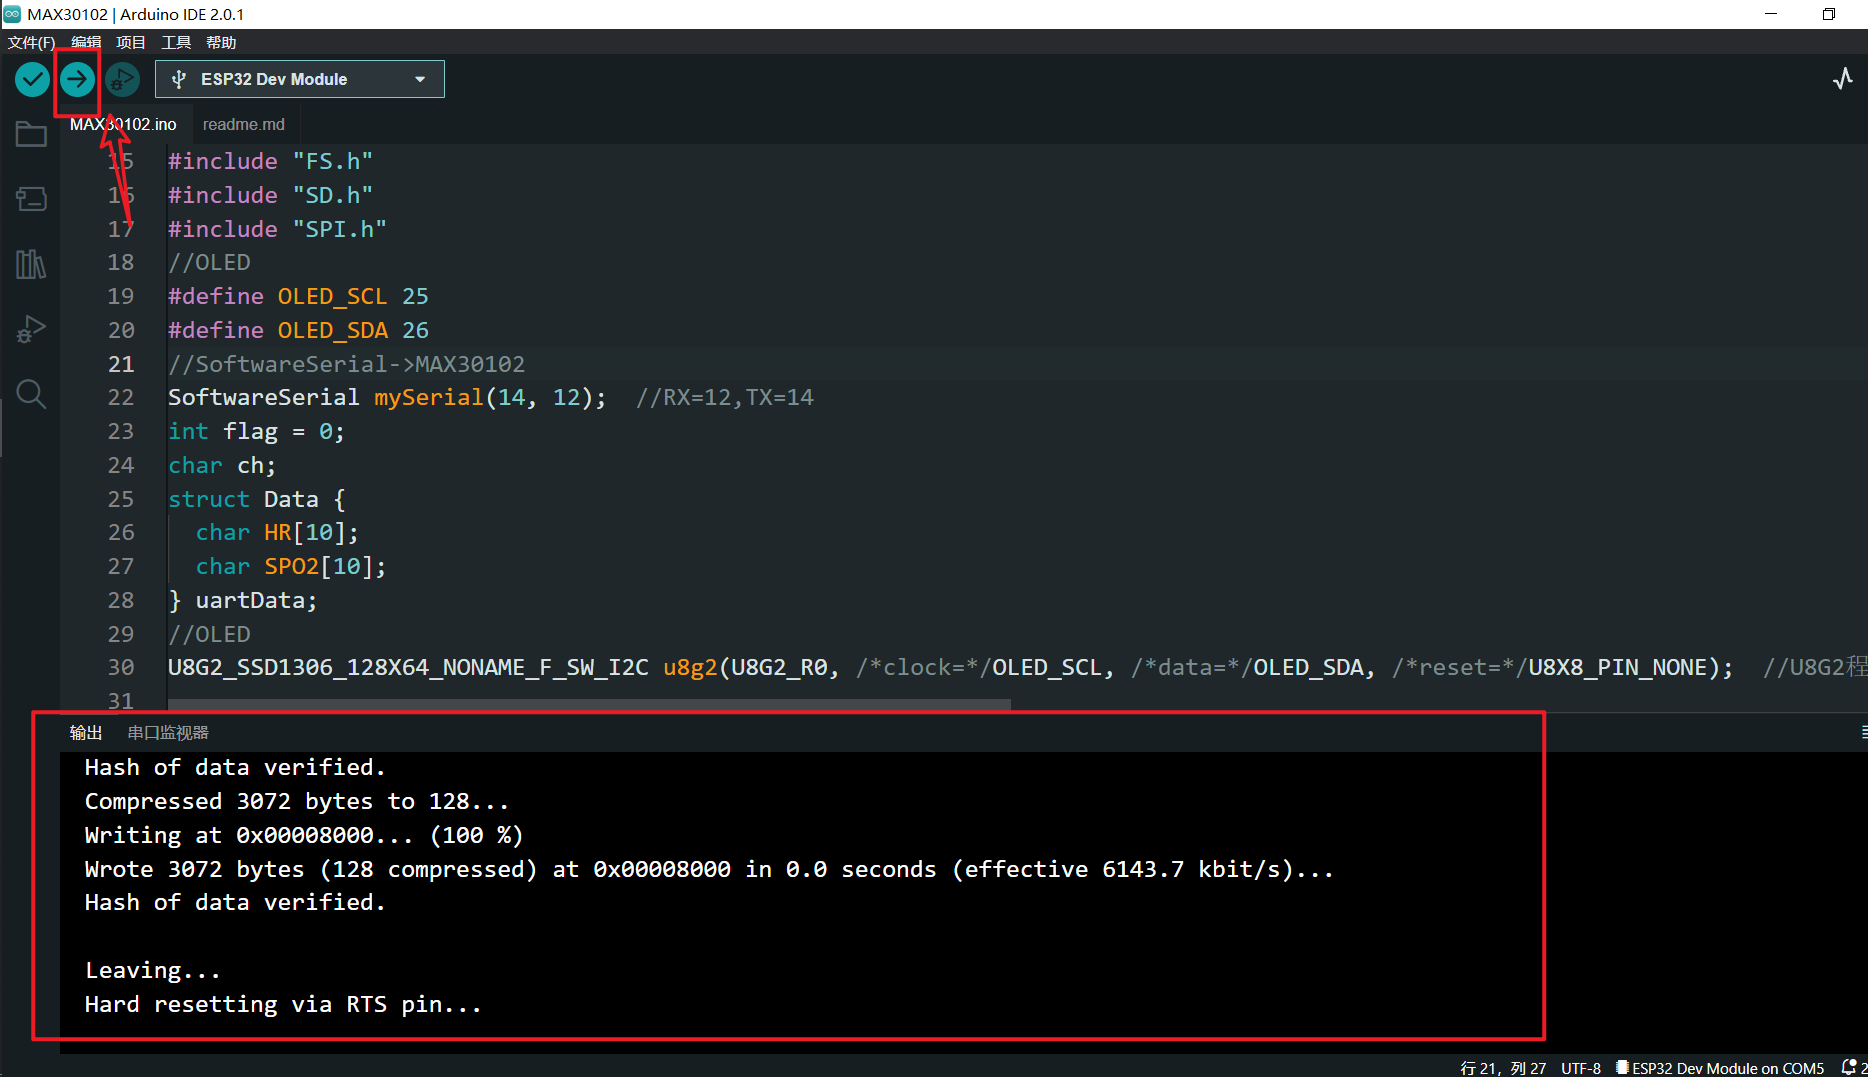 MAX30102 | Arduino IDE 2.0.1
文件(F) 编辑 项目 工具 帮助
ESP32 Dev Module
MAX30102.ino readme.md
15 #include "FS.h"
16 #include "SD.h"
17 #include "SPI.h"
18 //OLED
19 #define OLED_SCL 25
20 #define OLED_SDA 26
21 //SoftwareSerial->MAX30102
22 SoftwareSerial mySerial(14, 12);  //RX=12,TX=14
23 int flag = 0;
24 char ch;
25 struct Data {
26   char HR[10];
27   char SPO2[10];
28 } uartData;
29 //OLED
30 U8G2_SSD1306_128X64_NONAME_F_SW_I2C u8g2(U8G2_R0, /*clock=*/OLED_SCL, /*data=*/OLED_SDA, /*reset=*/U8X8_PIN_NONE);  //U8G2程
31
输出 串口监视器
Hash of data verified.
Compressed 3072 bytes to 128...
Writing at 0x00008000... (100 %)
Wrote 3072 bytes (128 compressed) at 0x00008000 in 0.0 seconds (effective 6143.7 kbit/s)...
Hash of data verified.
Leaving...
Hard resetting via RTS pin...
行 21，列 27 UTF-8 ESP32 Dev Module on COM5 2